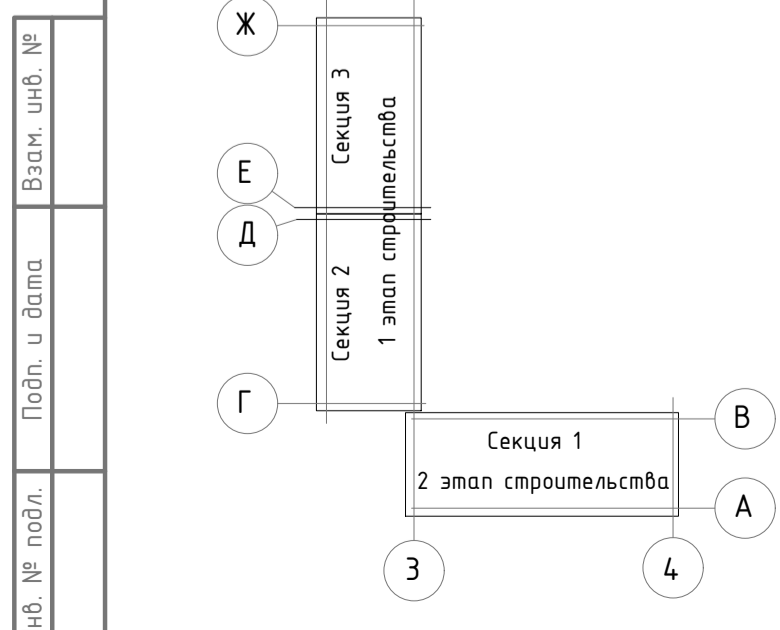 Взам. инв. №
Подп. и дата
нв. № подл.
Ж
Е
Д
Г
Секция 3
Секция 2
1 этап строительства
Секция 1
2 этап строительства
В
А
3
4